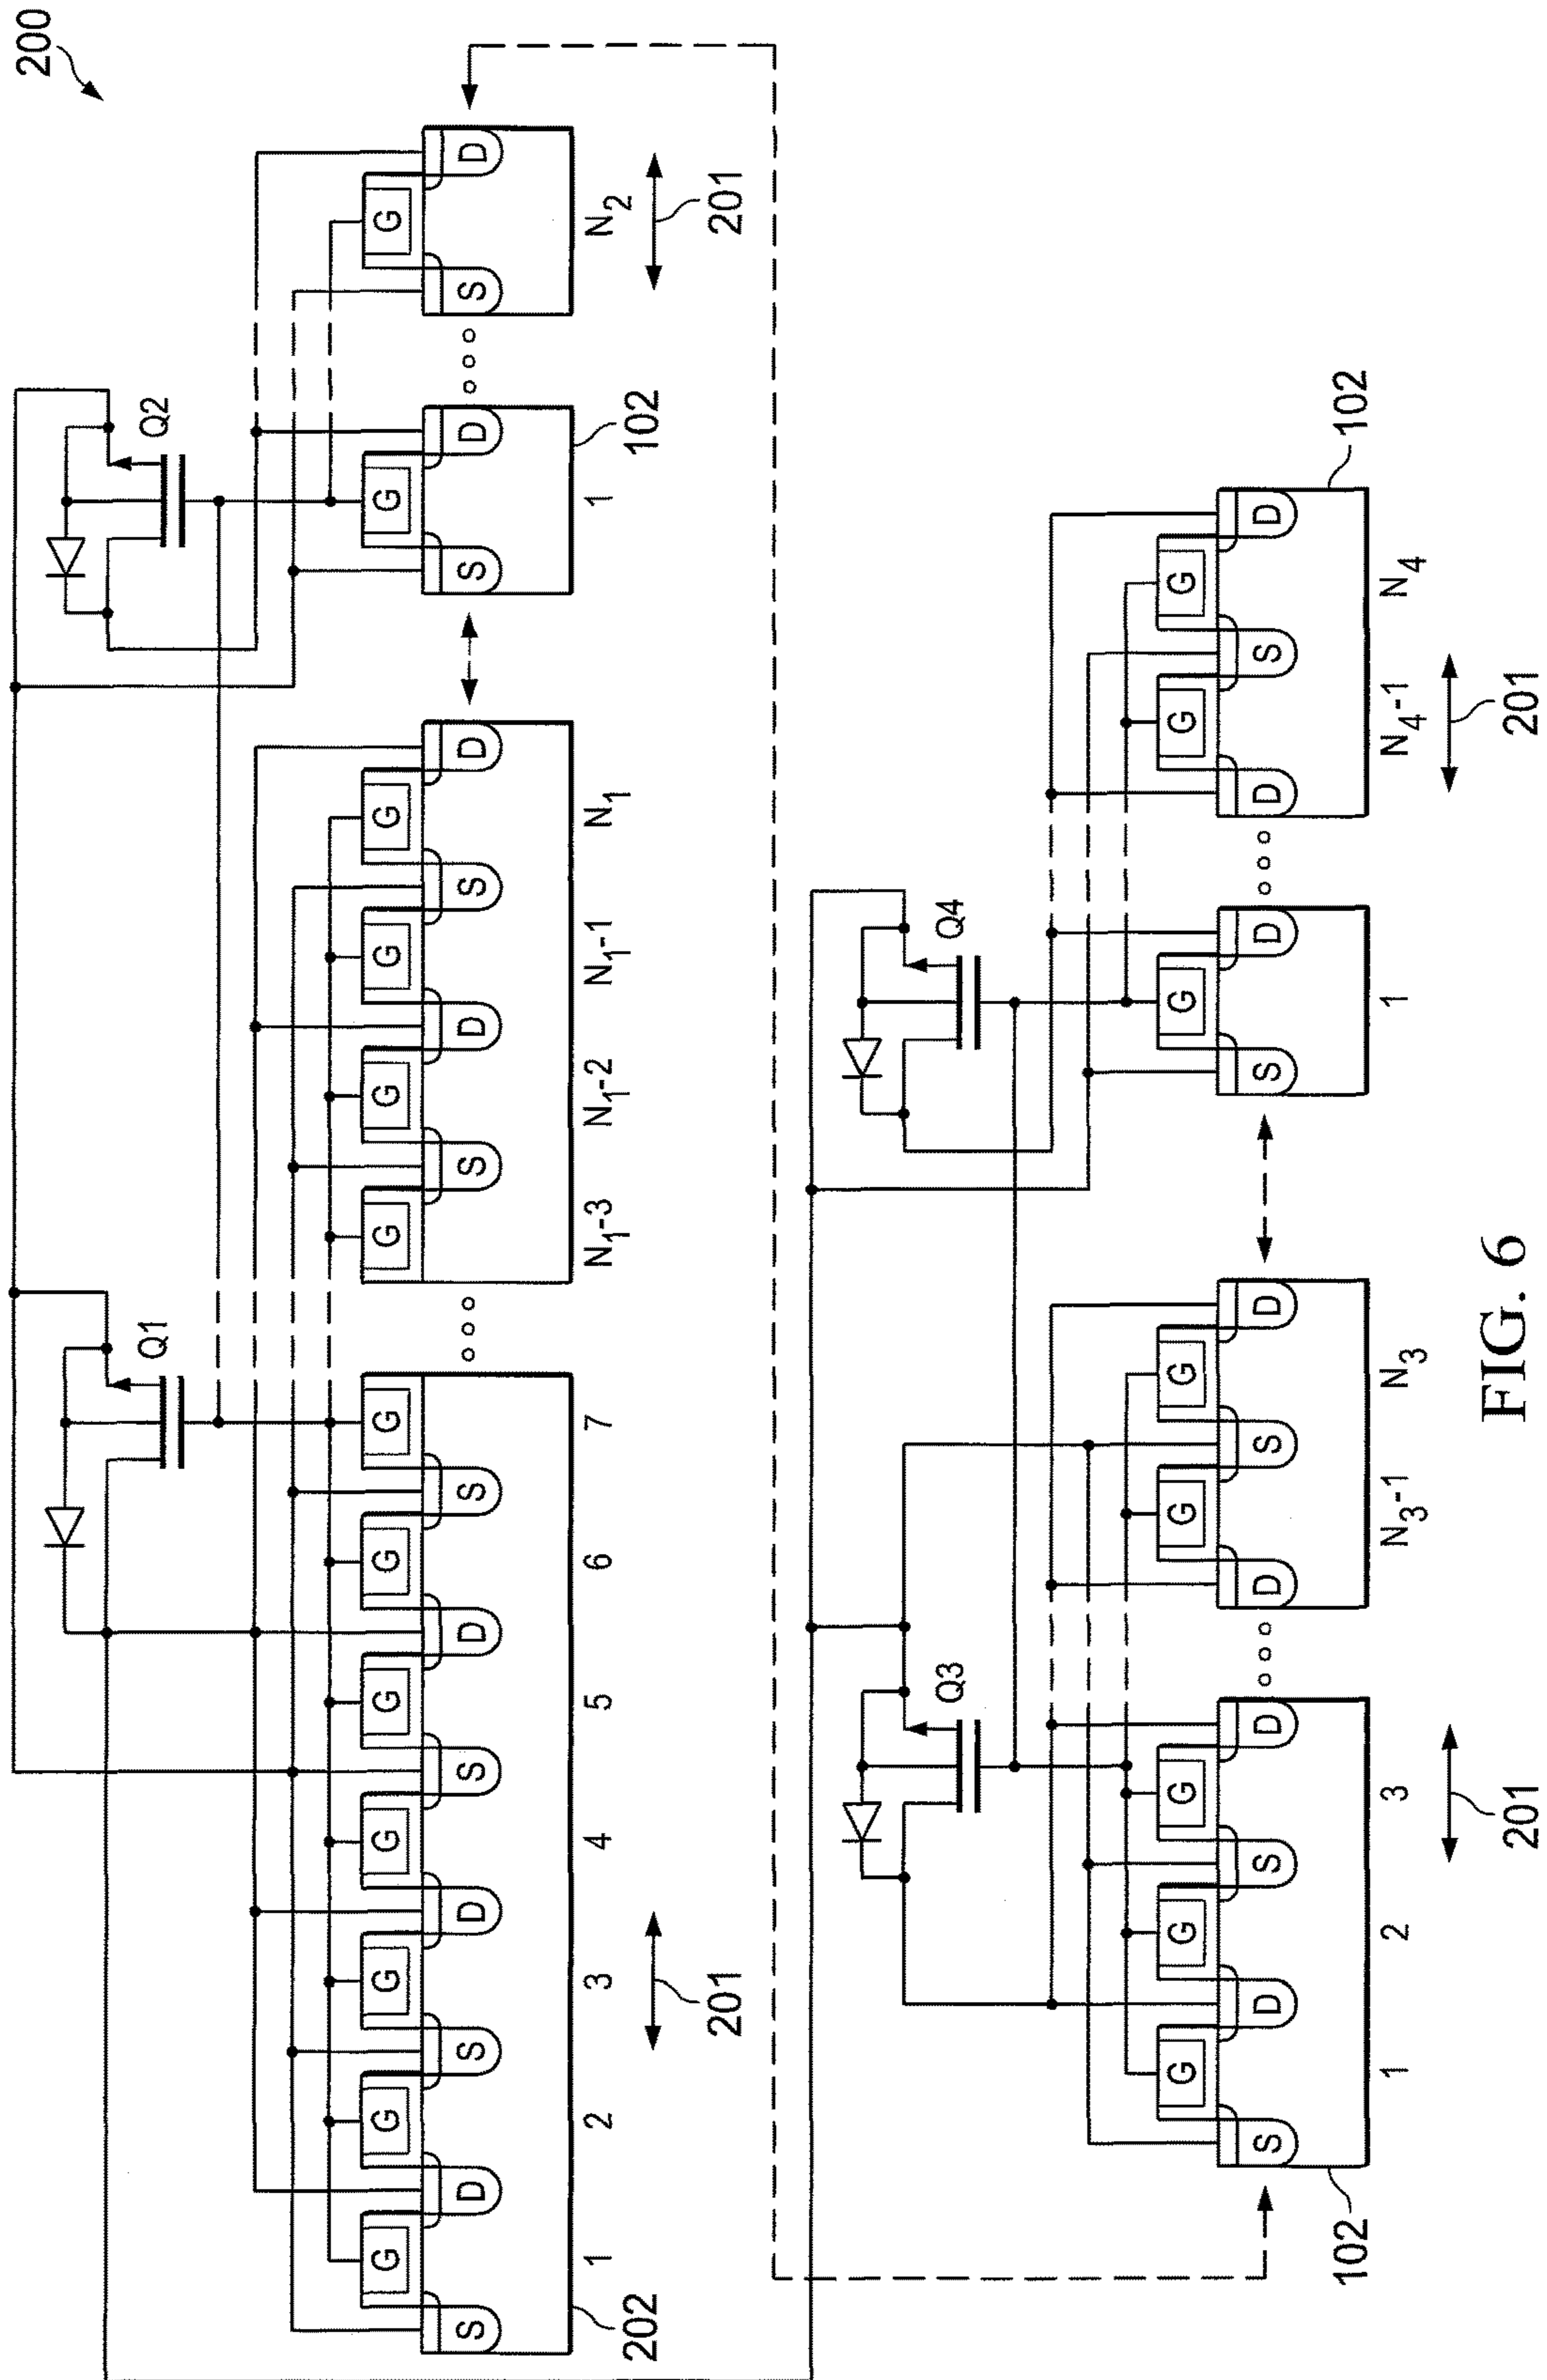 200
Q1 Q2
G G G G G G G G G G G G G
S D S D S D S S D S D S D S D
1 2 3 4 5 6 7 N1-3 N1-2 N1-1 N1 1 N2
202 201 102 201
Q3 Q4
G G G G G G G G
S D S D D S D S D D S D
1 2 3 N3-1 N3 1 N4-1 N4
102 201 201 102
FIG. 6